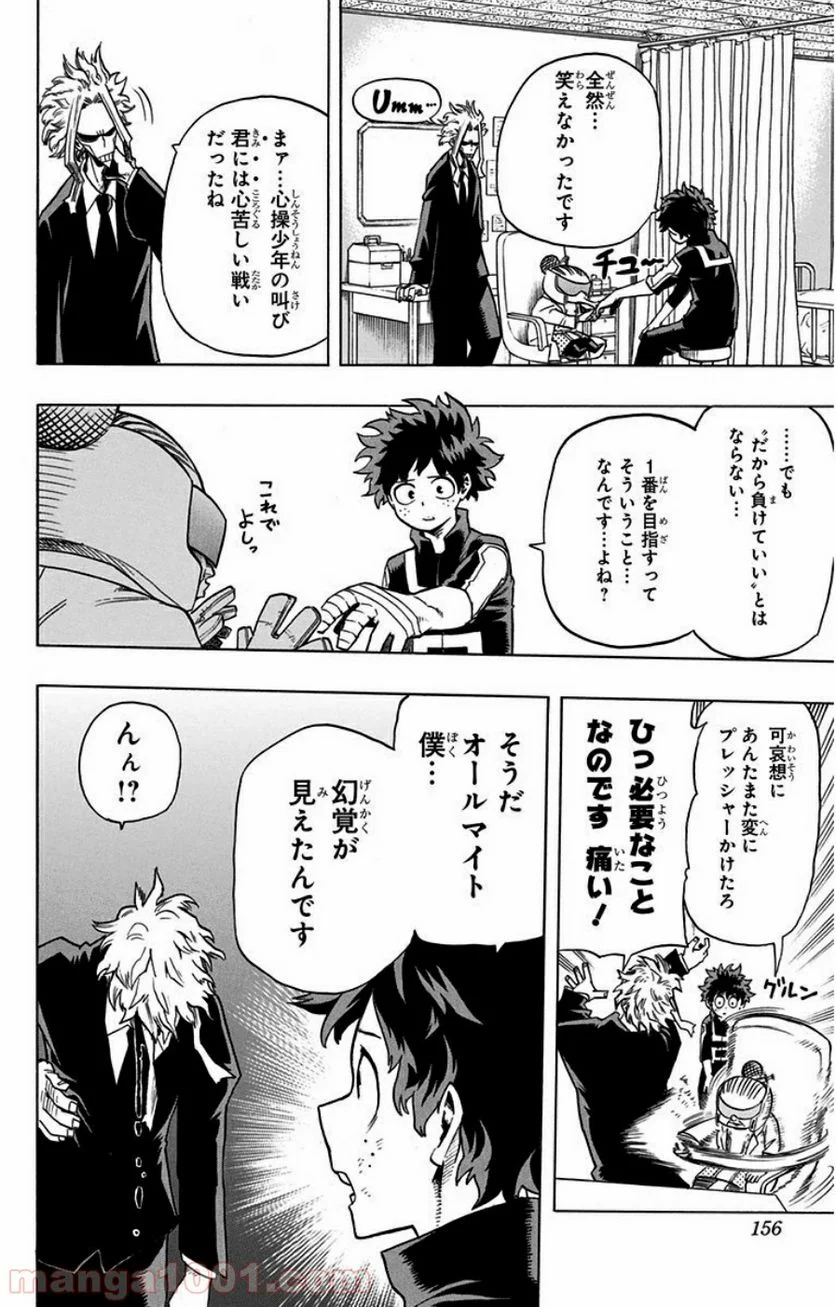 全然…
笑えなかったです
Umm…
チュ〜〜
まァ…心操少年の叫び
君には心苦しい戦い
だったね
……でも
〝だから負けていい〟とは
ならない…
1番を目指すって
そういうこと…
なんです…よね?
これで
よしっ
可哀想に
あんたまた変に
プレッシャーかけたろ
ひっ必要なこと
なのです 痛い!
グルン
そうだ
オールマイト
僕…
幻覚が
見えたんです
んん!?
156
manga1001.com